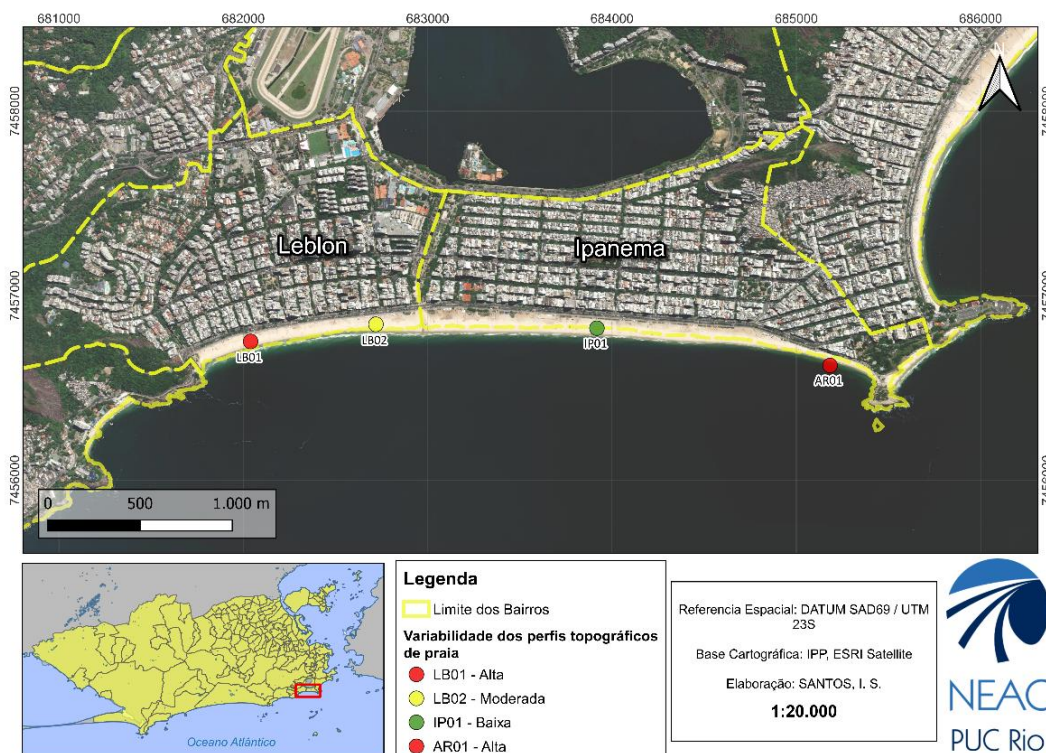 681000 682000 683000 684000 685000 686000
7458000 7458000
N
Leblon
Ipanema
7457000 7457000
LB01
LB02
IP01
AR01
7456000 7456000
0 500 1.000 m
Legenda
Limite dos Bairros
Variabilidade dos perfis topográficos
de praia
LB01 - Alta
LB02 - Moderada
IP01 - Baixa
AR01 - Alta
Oceano Atlântico
Referencia Espacial: DATUM SAD69 / UTM
23S
Base Cartográfica: IPP, ESRI Satellite
Elaboração: SANTOS, I. S.
1:20.000
NEAC
PUC Rio